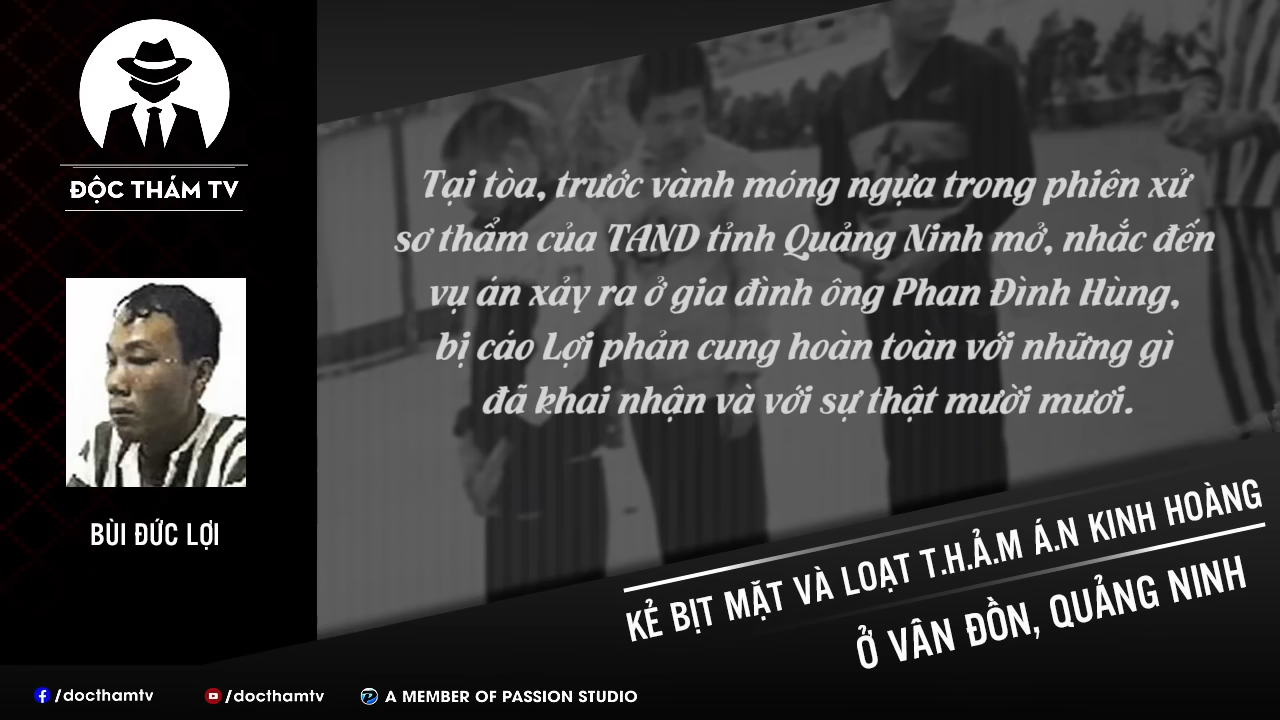 ĐỘC THÁM TV
BÙI ĐỨC LỢI
Tại tòa, trước vành móng ngựa trong phiên xử
sơ thẩm của TAND tỉnh Quảng Ninh mở, nhắc đến
vụ án xảy ra ở gia đình ông Phan Đình Hùng,
bị cáo Lợi phản cung hoàn toàn với những gì
đã khai nhận và với sự thật mười mươi.
KẺ BỊT MẶT VÀ LOẠT T.H.Ả.M Á.N KINH HOÀNG
Ở VÂN ĐỒN, QUẢNG NINH
/docthamtv /docthamtv A MEMBER OF PASSION STUDIO